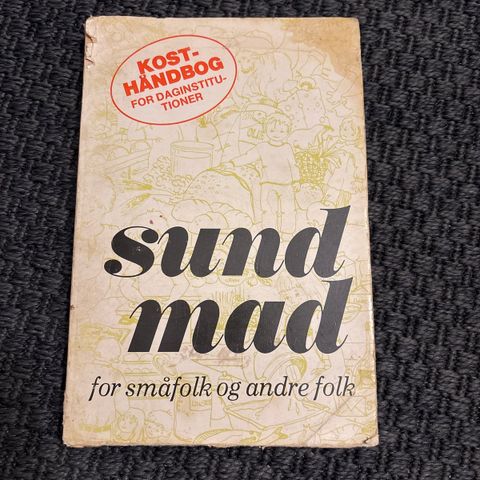 KOST-
HÅNDBOG
FOR DAGINSTITU-
TIONER
sund
mad
for småfolk og andre folk